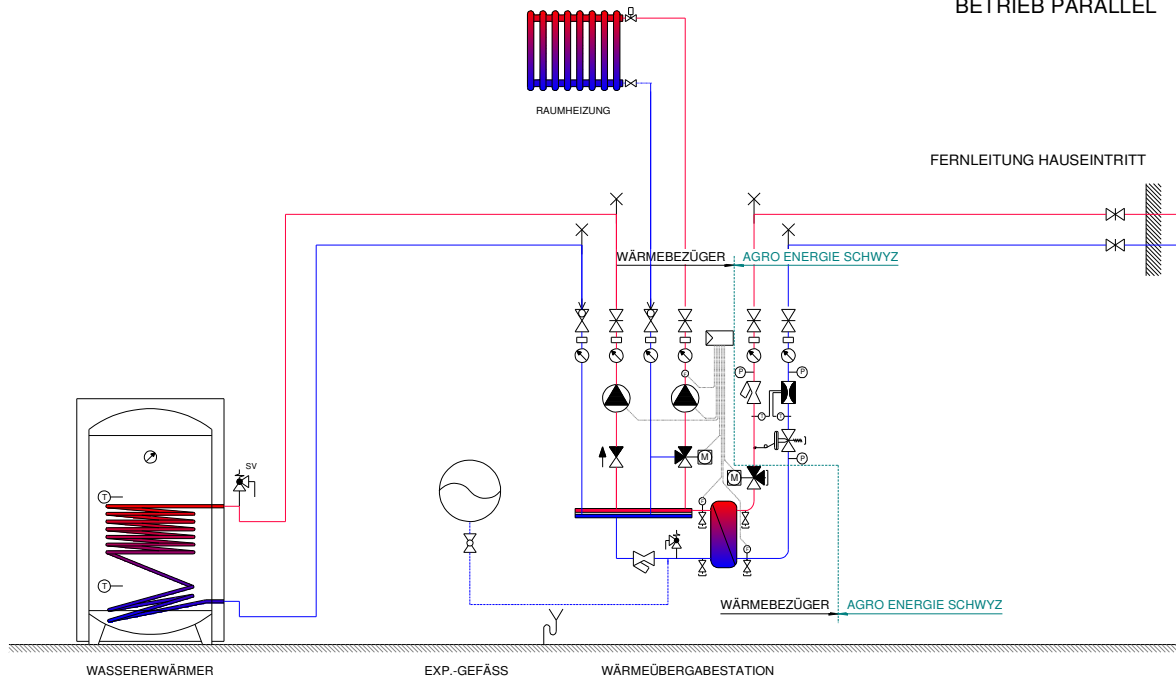 BETRIEB PARALLEL
RAUMHEIZUNG
FERNLEITUNG HAUSEINTRITT
WÄRMEBEZÜGER AGRO ENERGIE SCHWYZ
P P
SV
M M
T
T T
P
T
WÄRMEBEZÜGER AGRO ENERGIE SCHWYZ
WASSERERWÄRMER EXP.-GEFÄSS WÄRMEÜBERGABESTATION